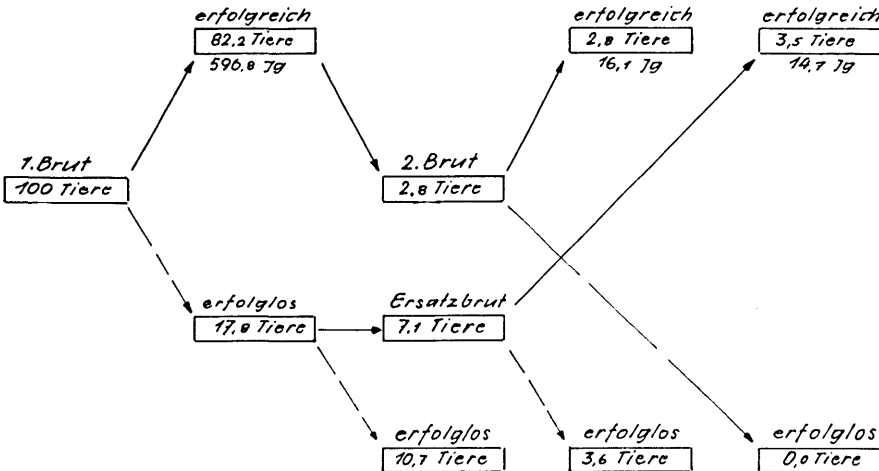 erfolgreich
82,2 Tiere
596,8 Jg
erfolgreich
2,8 Tiere
16,1 Jg
erfolgreich
3,5 Tiere
14,7 Jg
1. Brut
100 Tiere
2. Brut
2,8 Tiere
erfolglos
17,8 Tiere
Ersatzbrut
7,1 Tiere
erfolglos
10,7 Tiere
erfolglos
3,6 Tiere
erfolglos
0,0 Tiere